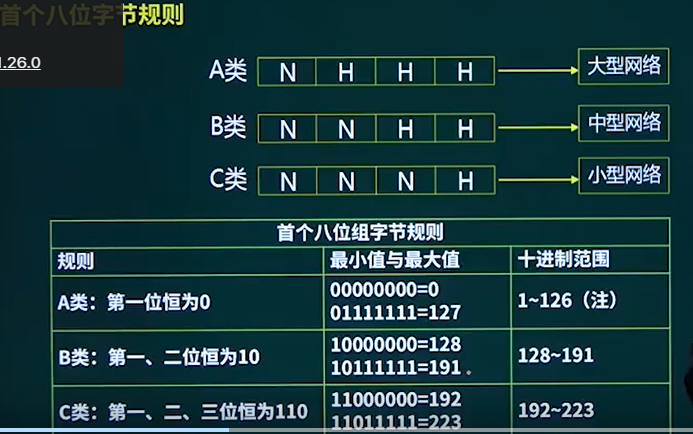 首个八位字节规则
1.26.0
A类 N H H H 大型网络
B类 N N H H 中型网络
C类 N N N H 小型网络
首个八位组字节规则
规则 最小值与最大值 十进制范围
A类：第一位恒为0 00000000=0 01111111=127 1~126（注）
B类：第一、二位恒为10 10000000=128 10111111=191 128~191
C类：第一、二、三位恒为110 11000000=192 11011111=223 192~223